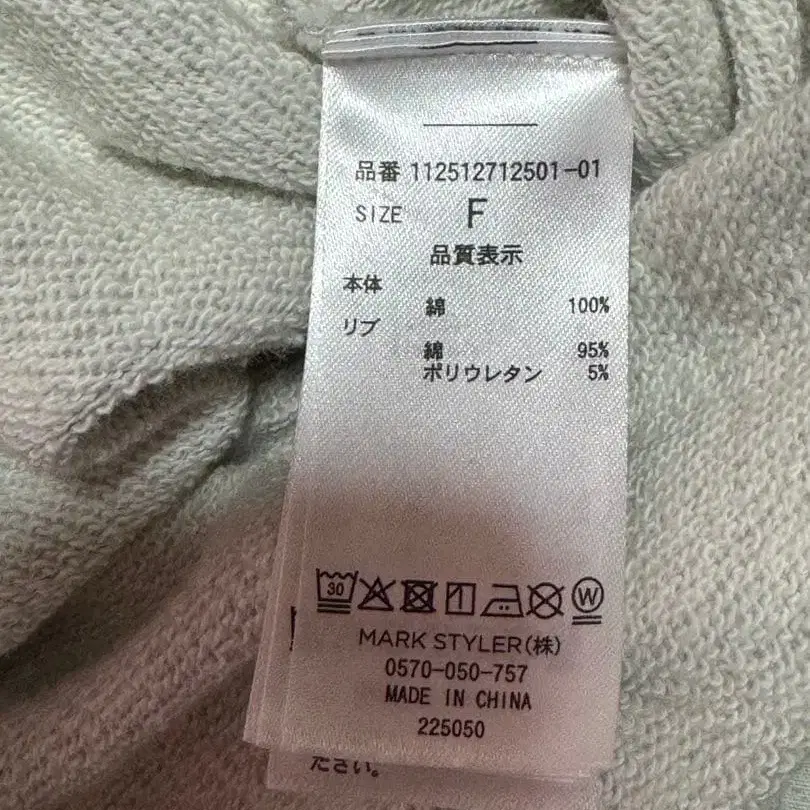 品番 112512712501-01
SIZE F
品質表示
本体
綿 100%
リブ
綿 95%
ポリウレタン 5%
30
W
MARK STYLER(株)
0570-050-757
MADE IN CHINA
225050
ださい。